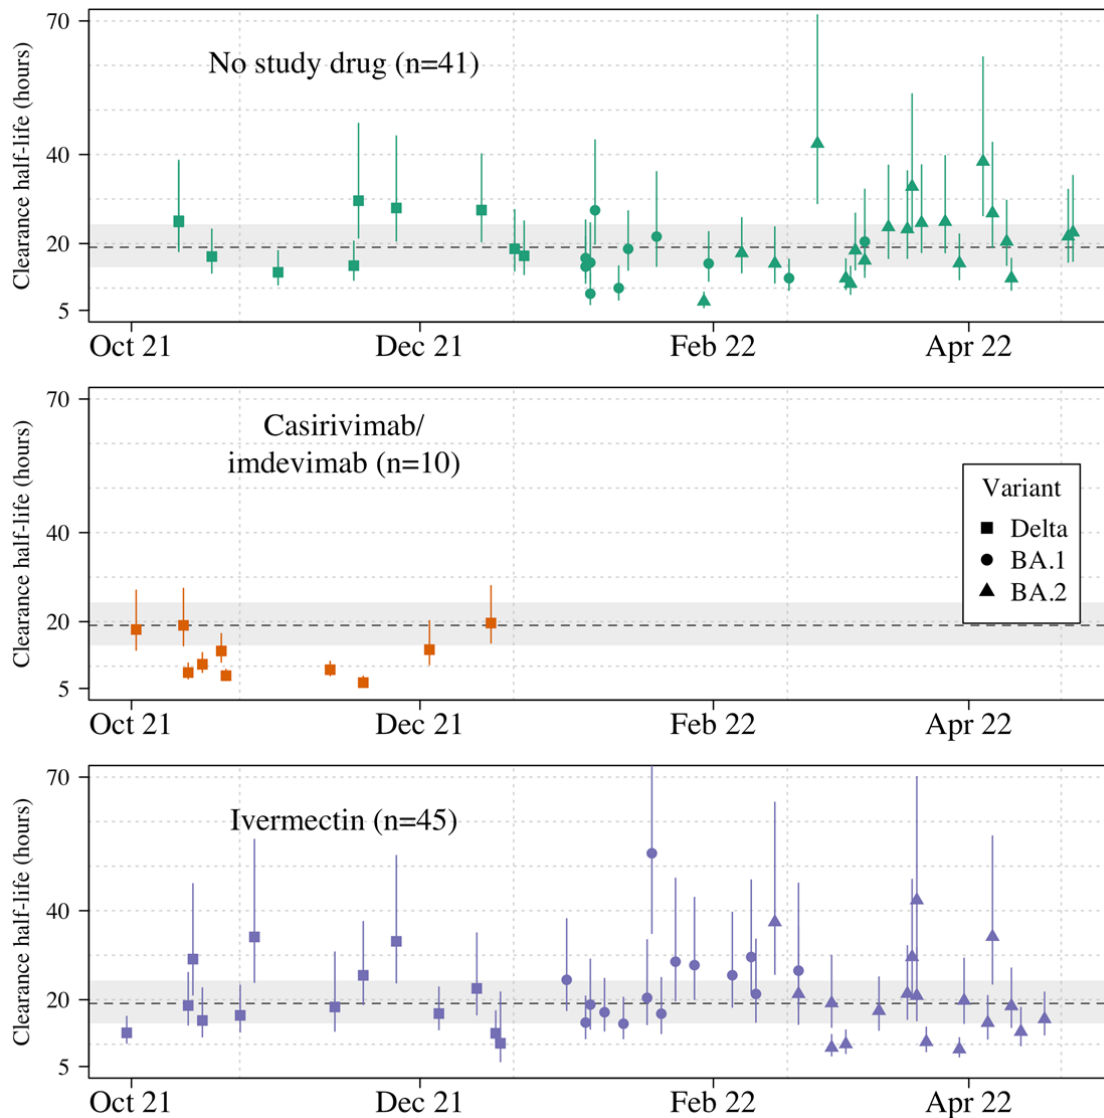 No study drug (n=41)
Clearance half-life (hours)
70
40
20
5
Oct 21 Dec 21 Feb 22 Apr 22
Casirivimab/
imdevimab (n=10)
Clearance half-life (hours)
70
40
20
5
Variant
Delta
BA.1
BA.2
Oct 21 Dec 21 Feb 22 Apr 22
Ivermectin (n=45)
Clearance half-life (hours)
70
40
20
5
Oct 21 Dec 21 Feb 22 Apr 22